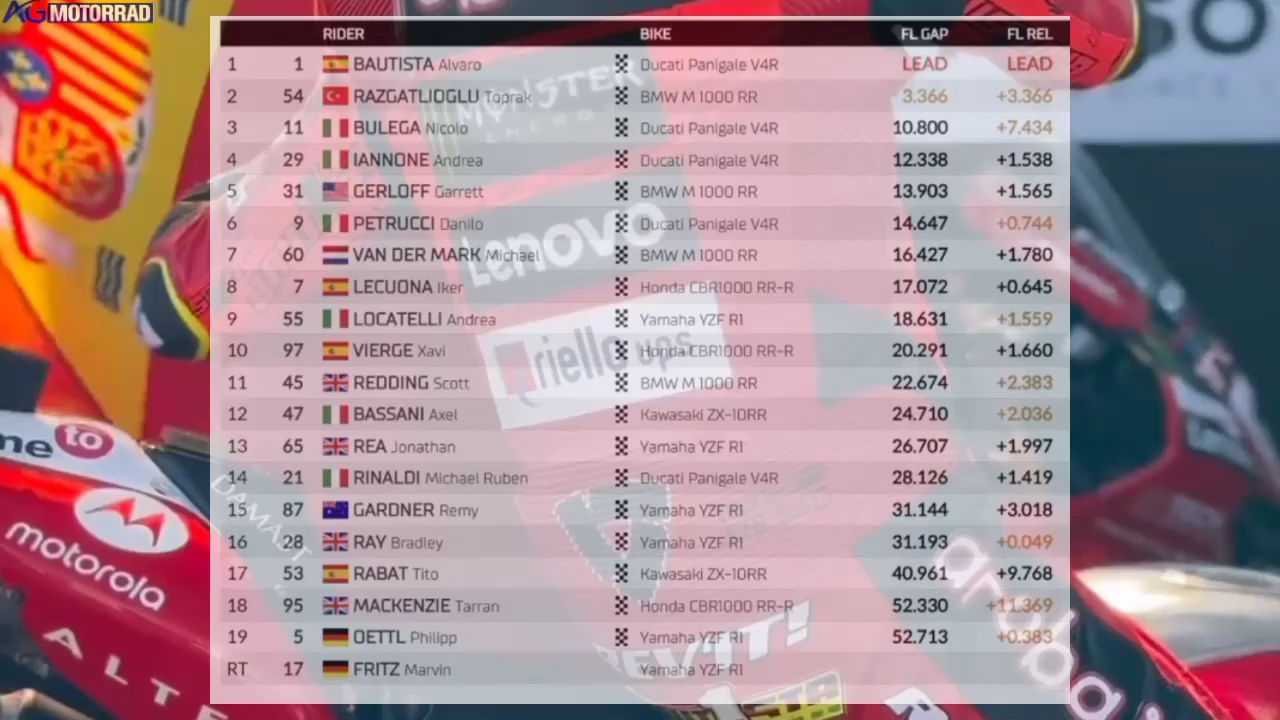 AG MOTORRAD
RIDER BIKE FL GAP FL REL
1 1 BAUTISTA Alvaro Ducati Panigale V4R LEAD LEAD
2 54 RAZGATLIOGLU Toprak BMW M 1000 RR 3.366 +3.366
3 11 BULEGA Nicolo Ducati Panigale V4R 10.800 +7.434
4 29 IANNONE Andrea Ducati Panigale V4R 12.338 +1.538
5 31 GERLOFF Garrett BMW M 1000 RR 13.903 +1.565
6 9 PETRUCCI Danilo Ducati Panigale V4R 14.647 +0.744
7 60 VAN DER MARK Michael BMW M 1000 RR 16.427 +1.780
8 7 LECUONA Iker Honda CBR1000 RR-R 17.072 +0.645
9 55 LOCATELLI Andrea Yamaha YZF R1 18.631 +1.559
10 97 VIERGE Xavi Honda CBR1000 RR-R 20.291 +1.660
11 45 REDDING Scott BMW M 1000 RR 22.674 +2.383
12 47 BASSANI Axel Kawasaki ZX-10RR 24.710 +2.036
13 65 REA Jonathan Yamaha YZF R1 26.707 +1.997
14 21 RINALDI Michael Ruben Ducati Panigale V4R 28.126 +1.419
15 87 GARDNER Remy Yamaha YZF R1 31.144 +3.018
16 28 RAY Bradley Yamaha YZF R1 31.193 +0.049
17 53 RABAT Tito Kawasaki ZX-10RR 40.961 +9.768
18 95 MACKENZIE Tarran Honda CBR1000 RR-R 52.330 +11.369
19 5 OETTL Philipp Yamaha YZF R1 52.713 +0.383
RT 17 FRITZ Marvin Yamaha YZF R1
MONSTER
ENERGY
Lenovo
riello ups
me to
motorola
aruba